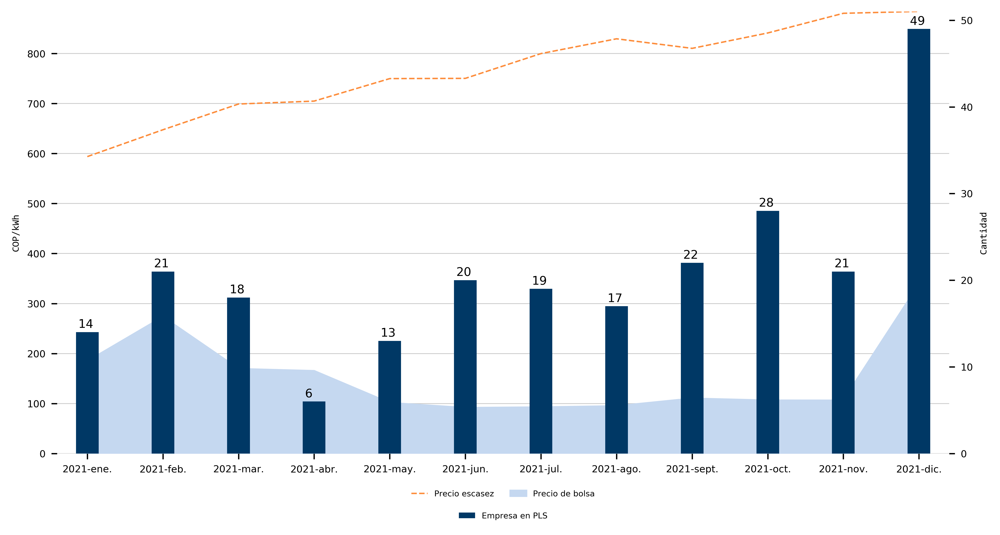 49
50
800
700
40
600
500
28
30
COP/kWh
Cantidad
400
22
21
21
20
19
20
18
17
300
14
13
200
10
6
100
0
0
2021-ene.
2021-feb.
2021-mar.
2021-abr.
2021-may.
2021-jun.
2021-jul.
2021-ago.
2021-sept.
2021-oct.
2021-nov.
2021-dic.
Precio escasez
Precio de bolsa
Empresa en PLS